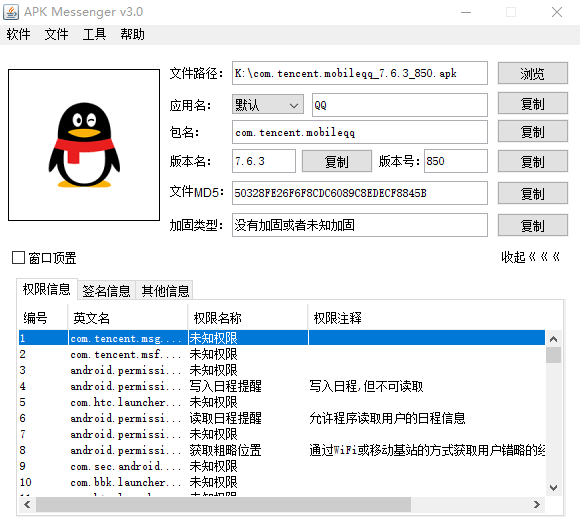 APK Messenger v3.0
软件 文件 工具 帮助
文件路径: K:\com.tencent.mobileqq_7.6.3_850.apk 浏览
应用名: 默认 QQ 复制
包名: com.tencent.mobileqq 复制
版本名: 7.6.3 复制 版本号: 850 复制
文件MD5: 50328FE26F6F8CDC6089C8EDECF8845B 复制
加固类型: 没有加固或者未知加固 复制
窗口顶置 收起《《《
权限信息 签名信息 其他信息
编号 英文名 权限名称 权限注释
1 com.tencent.msg.... 未知权限
2 com.tencent.msf.... 未知权限
3 android.permissi... 未知权限
4 android.permissi... 写入日程提醒 写入日程,但不可读取
5 com.htc.launcher... 未知权限
6 android.permissi... 读取日程提醒 允许程序读取用户的日程信息
7 android.permissi... 未知权限
8 android.permissi... 获取粗略位置 通过WiFi或移动基站的方式获取用户错略的经
9 com.sec.android.... 未知权限
10 com.bbk.launcher... 未知权限